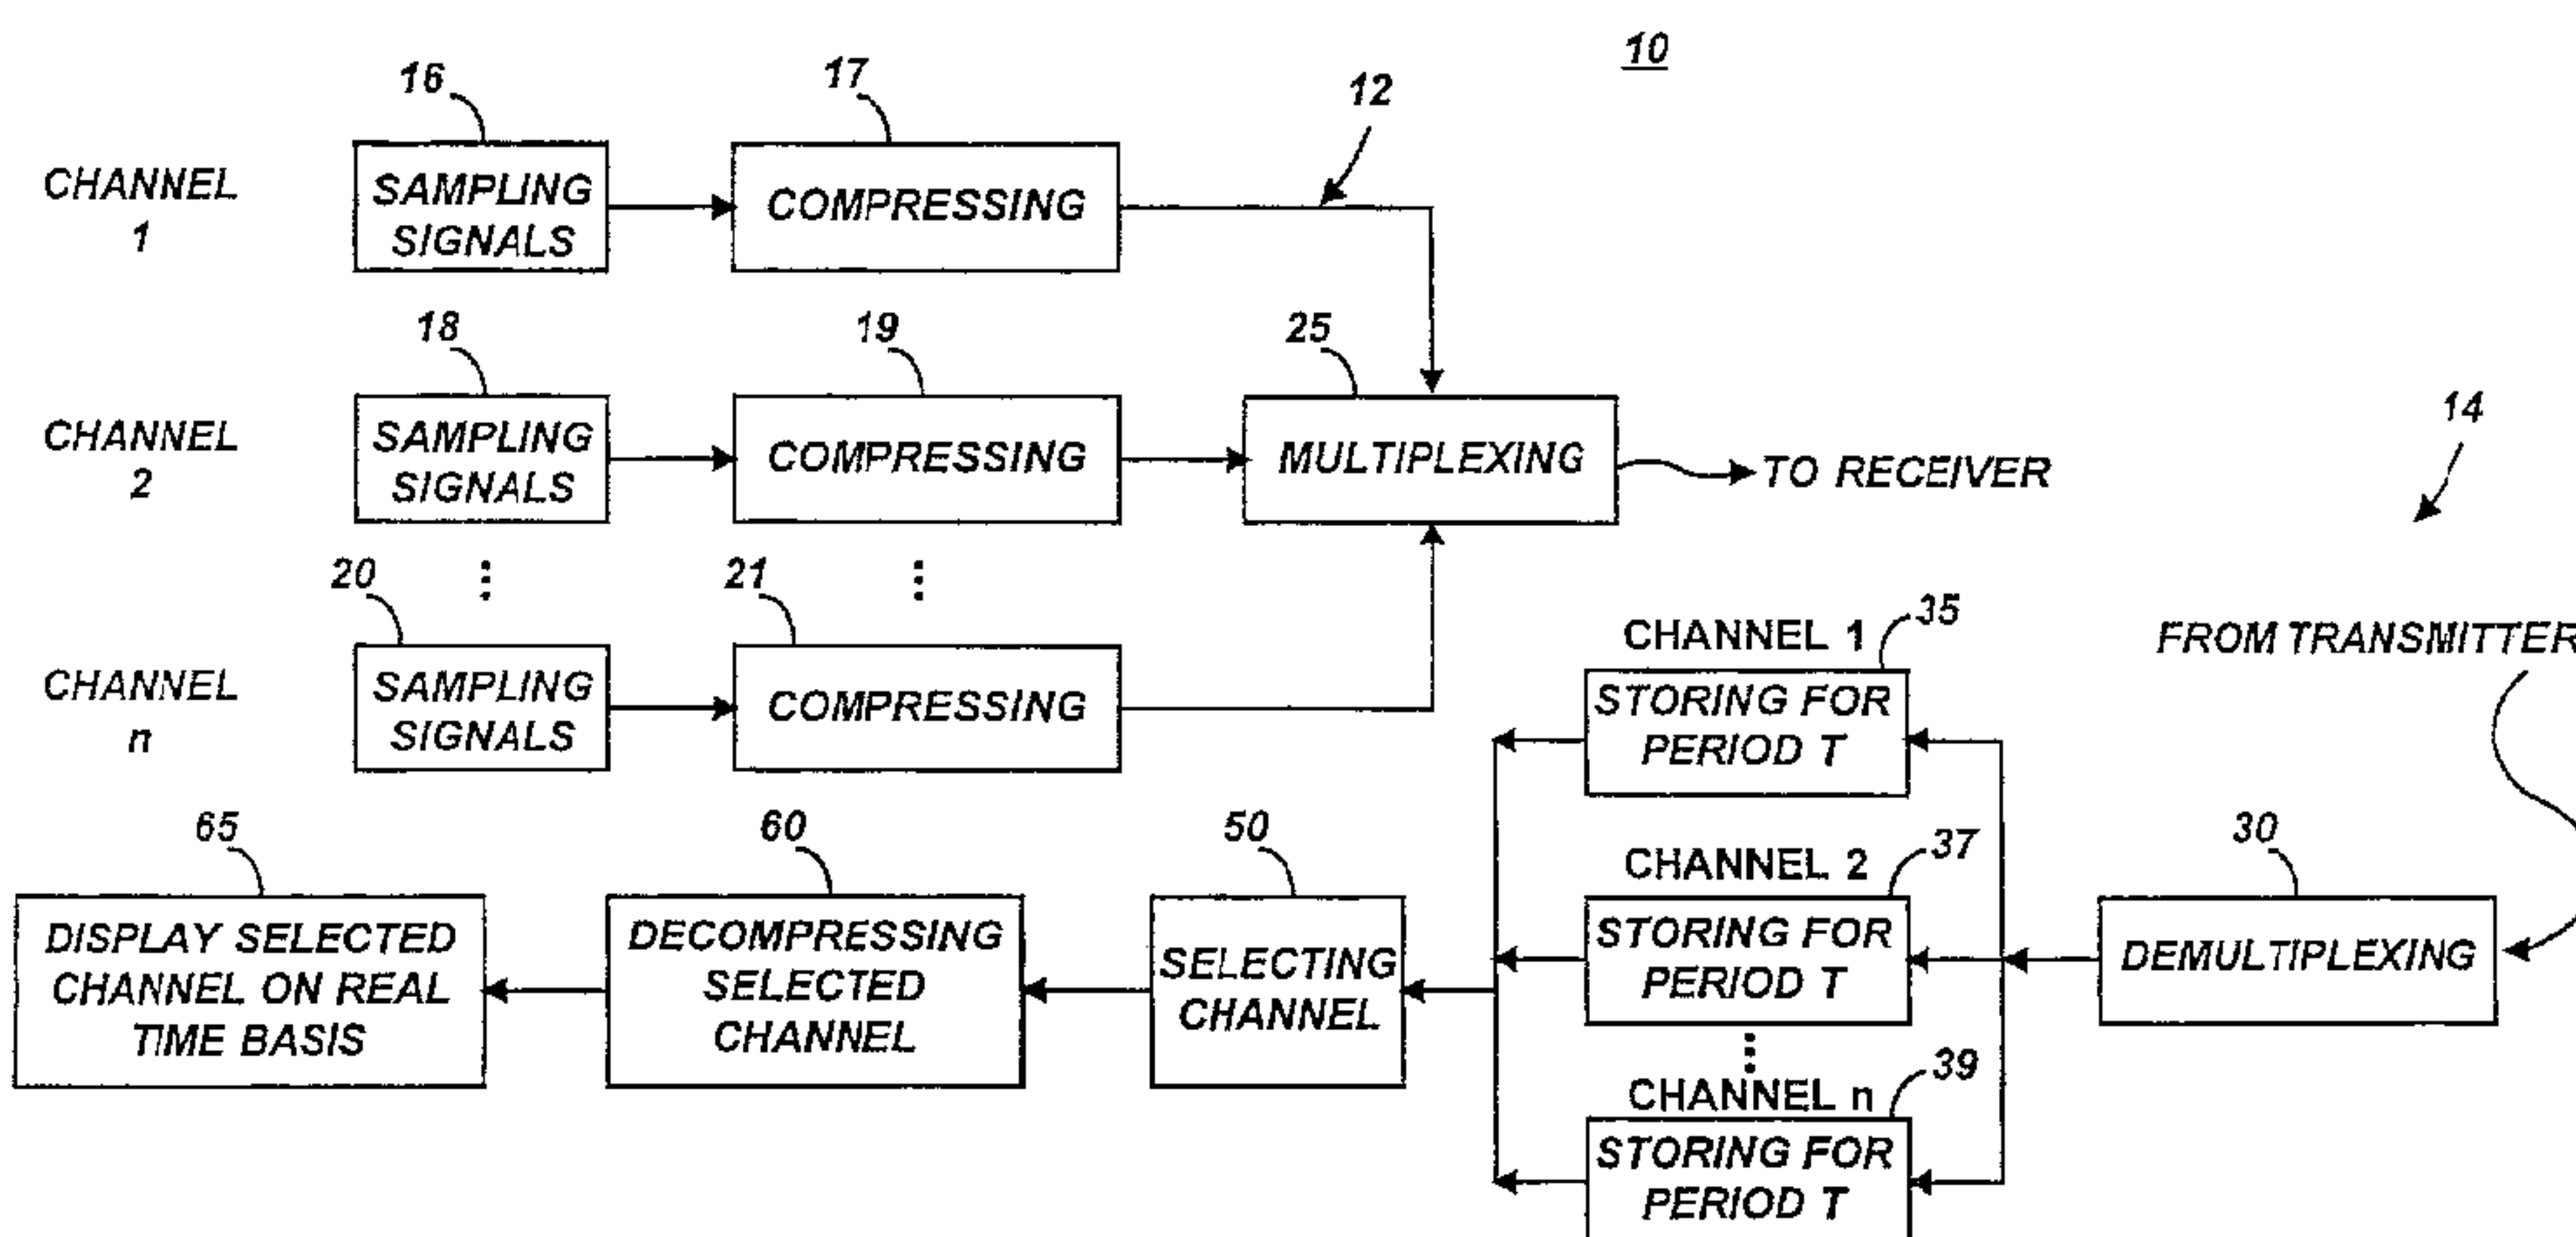 10
16
17
12
CHANNEL
1
SAMPLING
SIGNALS
COMPRESSING
18
19
25
CHANNEL
2
SAMPLING
SIGNALS
COMPRESSING
MULTIPLEXING
TO RECEIVER
14
20
21
CHANNEL
n
SAMPLING
SIGNALS
COMPRESSING
CHANNEL 1
35
STORING FOR
PERIOD T
FROM TRANSMITTER
65
60
50
CHANNEL 2
37
30
DISPLAY SELECTED
CHANNEL ON REAL
TIME BASIS
DECOMPRESSING
SELECTED
CHANNEL
SELECTING
CHANNEL
STORING FOR
PERIOD T
DEMULTIPLEXING
CHANNEL n
39
STORING FOR
PERIOD T